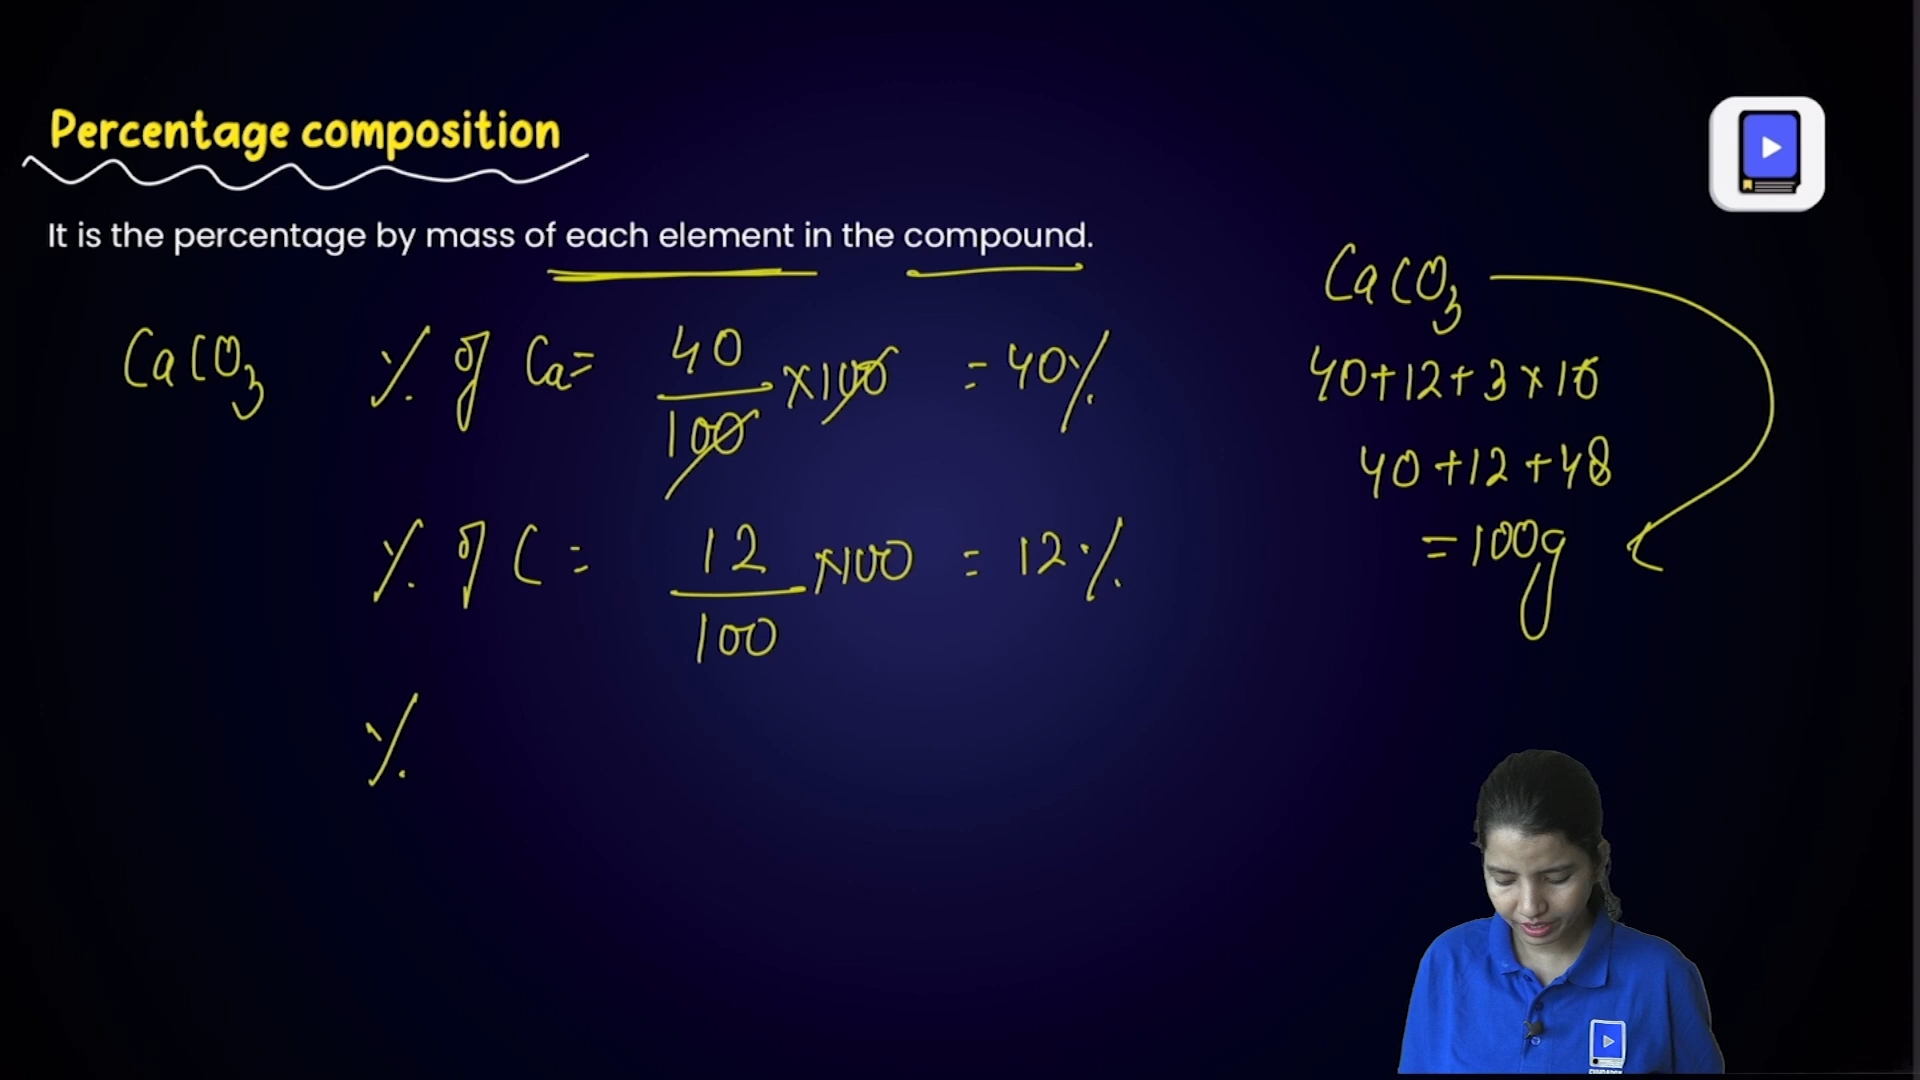 Percentage composition
It is the percentage by mass of each element in the compound.
CaCO₃
40+12+3×16
40+12+48
=100g
CaCO₃ % of Ca= 40/100 ×100 = 40%
% of C = 12/100 ×100 = 12%
%